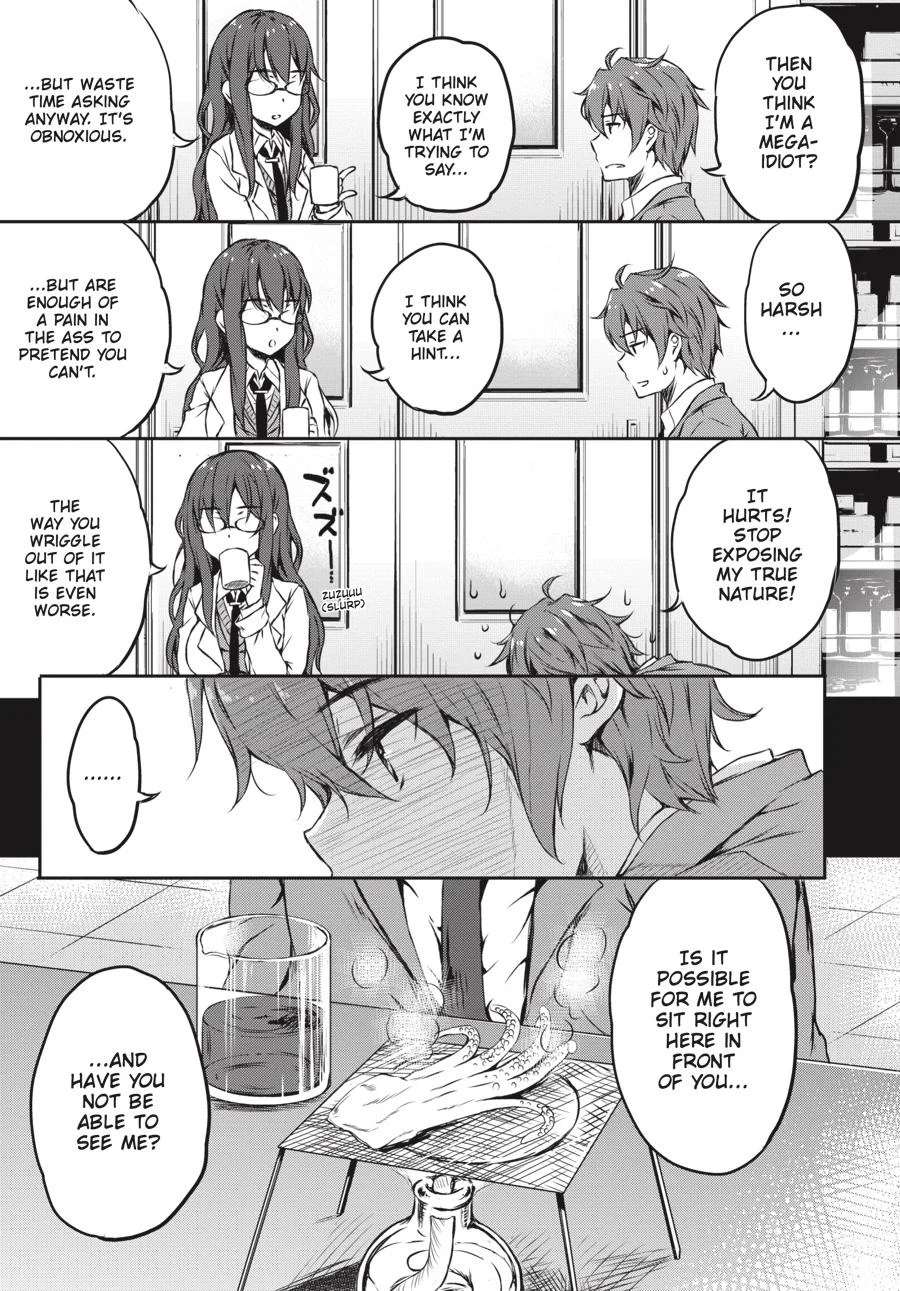 THEN
YOU
THINK
I'M A
MEGA-
IDIOT?
I THINK
YOU KNOW
EXACTLY
WHAT I'M
TRYING TO
SAY...
...BUT WASTE
TIME ASKING
ANYWAY. IT'S
OBNOXIOUS.
SO
HARSH
...
I THINK
YOU CAN
TAKE A
HINT...
...BUT ARE
ENOUGH OF
A PAIN IN
THE ASS TO
PRETEND YOU
CAN'T.
IT
HURTS!
STOP
EXPOSING
MY TRUE
NATURE!
ズズー...
ZUZUUU
(SLURP)
THE
WAY YOU
WRIGGLE
OUT OF IT
LIKE THAT
IS EVEN
WORSE.
......
IS IT
POSSIBLE
FOR ME TO
SIT RIGHT
HERE IN
FRONT
OF YOU...
...AND
HAVE YOU
NOT BE
ABLE TO
SEE ME?